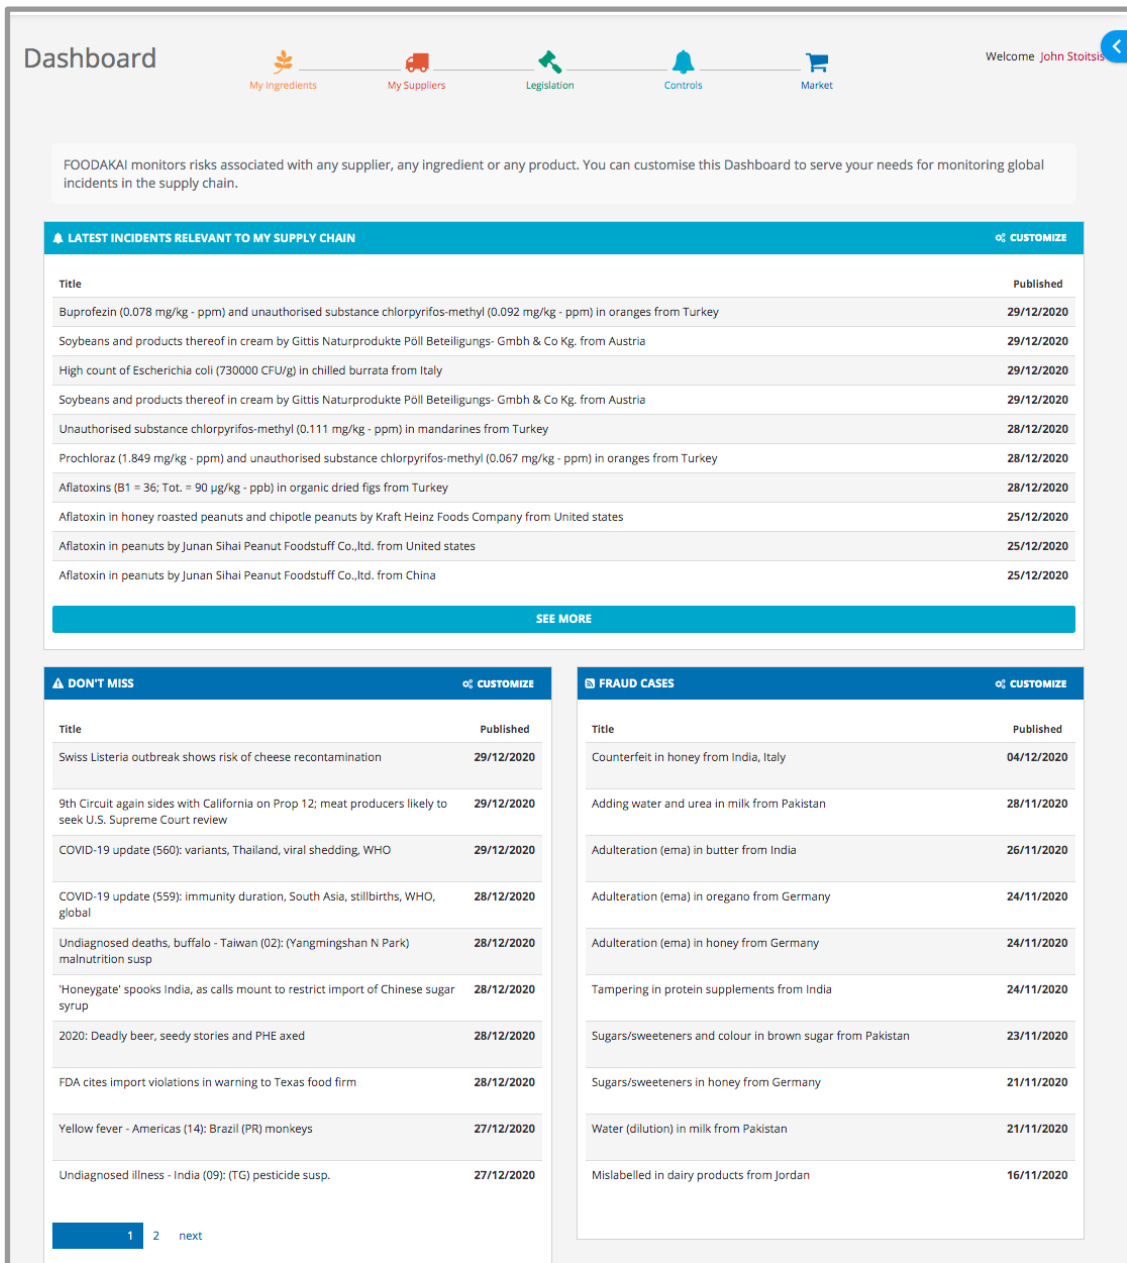 Dashboard
My Ingredients
My Suppliers
Legislation
Controls
Market
Welcome John Stoitsis
FOODAKAI monitors risks associated with any supplier, any ingredient or any product. You can customise this Dashboard to serve your needs for monitoring global
incidents in the supply chain.
LATEST INCIDENTS RELEVANT TO MY SUPPLY CHAIN CUSTOMIZE
Title Published
Buprofezin (0.078 mg/kg - ppm) and unauthorised substance chlorpyrifos-methyl (0.092 mg/kg - ppm) in oranges from Turkey 29/12/2020
Soybeans and products thereof in cream by Gittis Naturprodukte Pöll Beteiligungs- Gmbh & Co Kg. from Austria 29/12/2020
High count of Escherichia coli (730000 CFU/g) in chilled burrata from Italy 29/12/2020
Soybeans and products thereof in cream by Gittis Naturprodukte Pöll Beteiligungs- Gmbh & Co Kg. from Austria 29/12/2020
Unauthorised substance chlorpyrifos-methyl (0.111 mg/kg - ppm) in mandarines from Turkey 28/12/2020
Prochloraz (1.849 mg/kg - ppm) and unauthorised substance chlorpyrifos-methyl (0.067 mg/kg - ppm) in oranges from Turkey 28/12/2020
Aflatoxins (B1 = 36; Tot. = 90 µg/kg - ppb) in organic dried figs from Turkey 28/12/2020
Aflatoxin in honey roasted peanuts and chipotle peanuts by Kraft Heinz Foods Company from United states 25/12/2020
Aflatoxin in peanuts by Junan Sihai Peanut Foodstuff Co.,ltd. from United states 25/12/2020
Aflatoxin in peanuts by Junan Sihai Peanut Foodstuff Co.,ltd. from China 25/12/2020
SEE MORE
DON'T MISS CUSTOMIZE
Title Published
Swiss Listeria outbreak shows risk of cheese recontamination 29/12/2020
9th Circuit again sides with California on Prop 12; meat producers likely to 29/12/2020
seek U.S. Supreme Court review
COVID-19 update (560): variants, Thailand, viral shedding, WHO 29/12/2020
COVID-19 update (559): immunity duration, South Asia, stillbirths, WHO, 28/12/2020
global
Undiagnosed deaths, buffalo - Taiwan (02): (Yangmingshan N Park) 28/12/2020
malnutrition susp
'Honeygate' spooks India, as calls mount to restrict import of Chinese sugar 28/12/2020
syrup
2020: Deadly beer, seedy stories and PHE axed 28/12/2020
FDA cites import violations in warning to Texas food firm 28/12/2020
Yellow fever - Americas (14): Brazil (PR) monkeys 27/12/2020
Undiagnosed illness - India (09): (TG) pesticide susp. 27/12/2020
1 2 next
FRAUD CASES CUSTOMIZE
Title Published
Counterfeit in honey from India, Italy 04/12/2020
Adding water and urea in milk from Pakistan 28/11/2020
Adulteration (ema) in butter from India 26/11/2020
Adulteration (ema) in oregano from Germany 24/11/2020
Adulteration (ema) in honey from Germany 24/11/2020
Tampering in protein supplements from India 24/11/2020
Sugars/sweeteners and colour in brown sugar from Pakistan 23/11/2020
Sugars/sweeteners in honey from Germany 21/11/2020
Water (dilution) in milk from Pakistan 21/11/2020
Mislabelled in dairy products from Jordan 16/11/2020